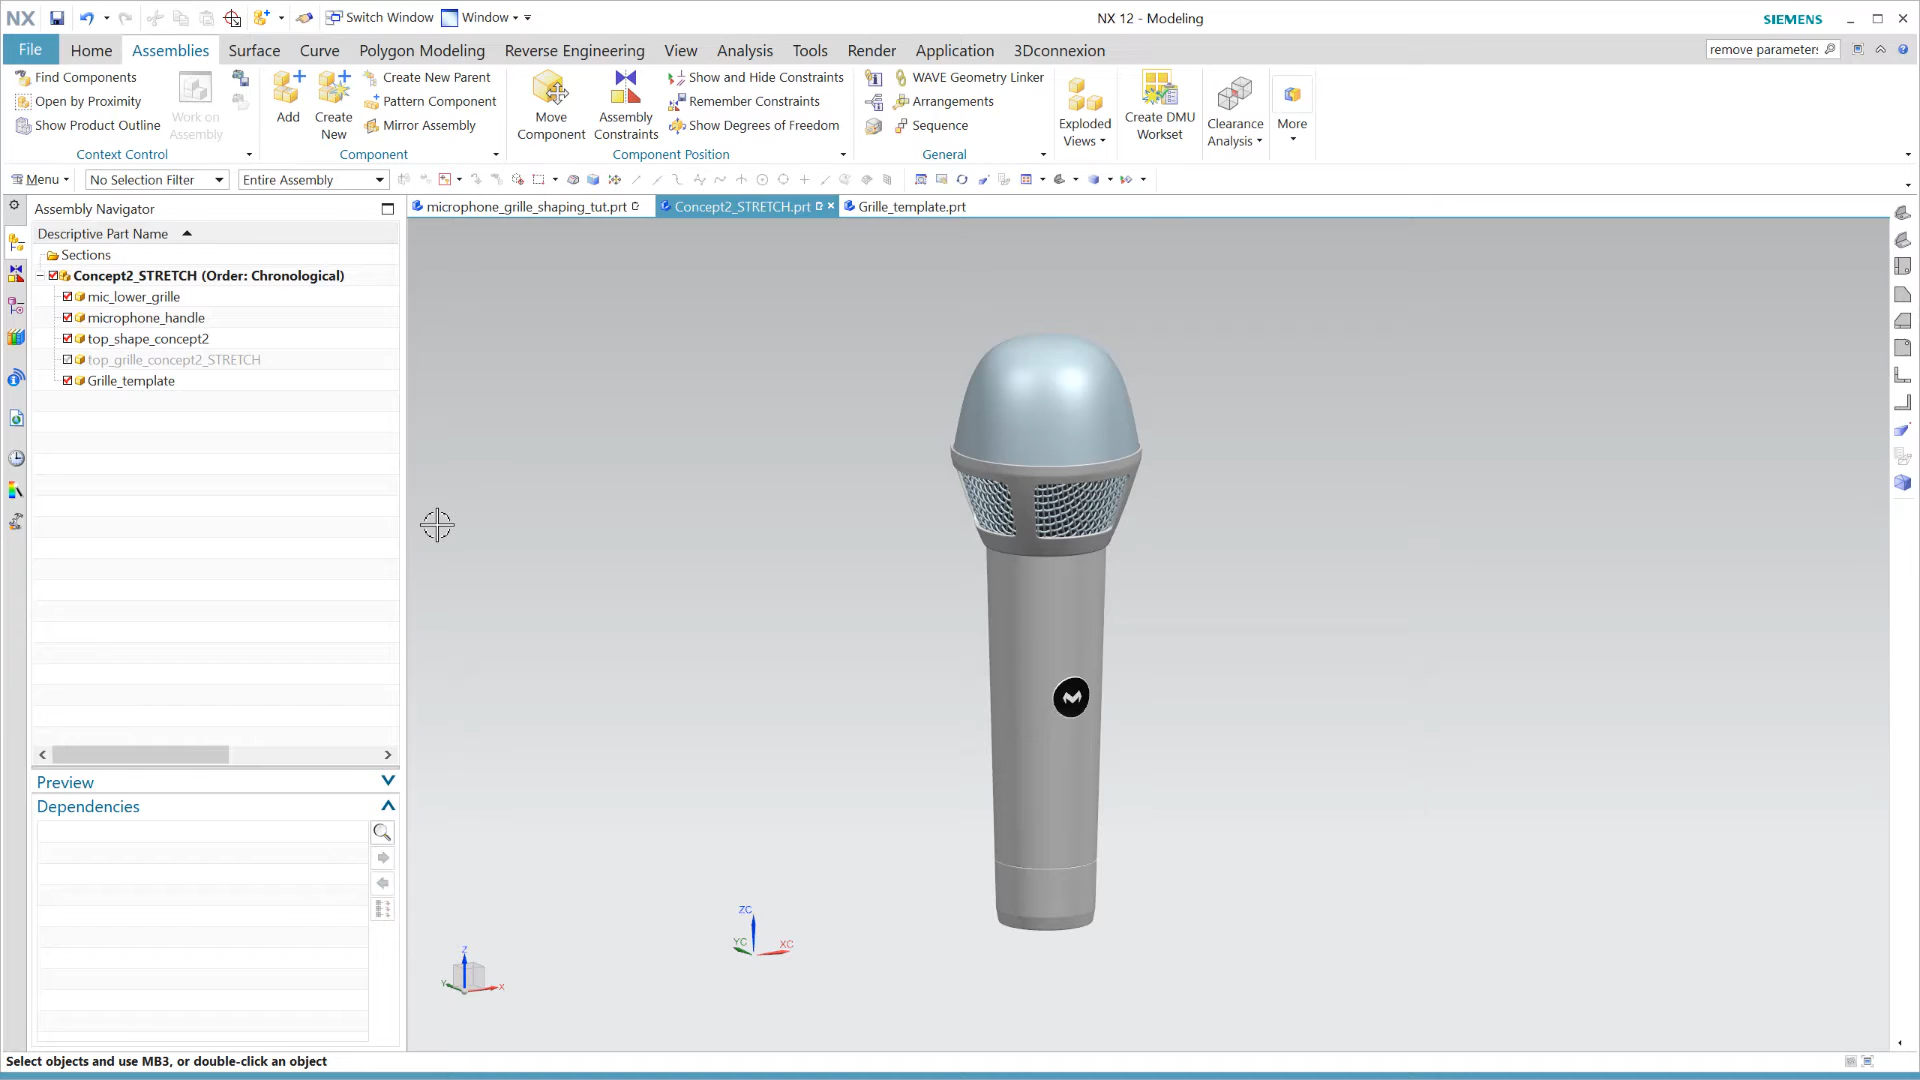 NX Switch Window Window NX 12 - Modeling SIEMENS
File Home Assemblies Surface Curve Polygon Modeling Reverse Engineering View Analysis Tools Render Application 3Dconnexion remove parameters
Find Components
Open by Proximity
Show Product Outline
Work on
Assembly
Context Control
Add
Create
New
Create New Parent
Pattern Component
Mirror Assembly
Component
Move
Component
Assembly
Constraints
Show and Hide Constraints
Remember Constraints
Show Degrees of Freedom
Component Position
WAVE Geometry Linker
Arrangements
Sequence
General
Exploded
Views
Create DMU
Workset
Clearance
Analysis
More
Menu No Selection Filter Entire Assembly
Assembly Navigator
microphone_grille_shaping_tut.prt Concept2_STRETCH.prt Grille_template.prt
Descriptive Part Name
Sections
Concept2_STRETCH (Order: Chronological)
mic_lower_grille
microphone_handle
top_shape_concept2
top_grille_concept2_STRETCH
Grille_template
Preview
Dependencies
ZC
YC
XC
Z
Y
X
Select objects and use MB3, or double-click an object